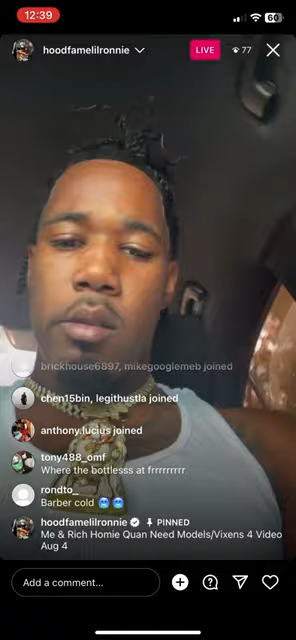 12:39
60
hoodfamelilronnie
LIVE
77
brickhouse6897, mikegooglemeb joined
chen15bin, legithustla joined
anthony.lucius joined
tony488_omf
Where the bottlesss at frrrrrrrrr
rondto_
Barber cold 🥶🥶
hoodfamelilronnie PINNED
Me & Rich Homie Quan Need Models/Vixens 4 Video
Aug 4
Add a comment...